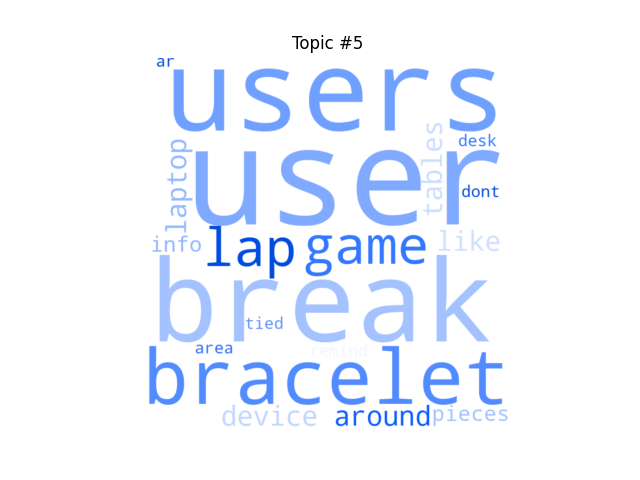 Topic #5
ar
users
laptop
user
tables
desk
dont
info
lap
game
like
break
tied
area
remind
bracelet
device
around
pieces